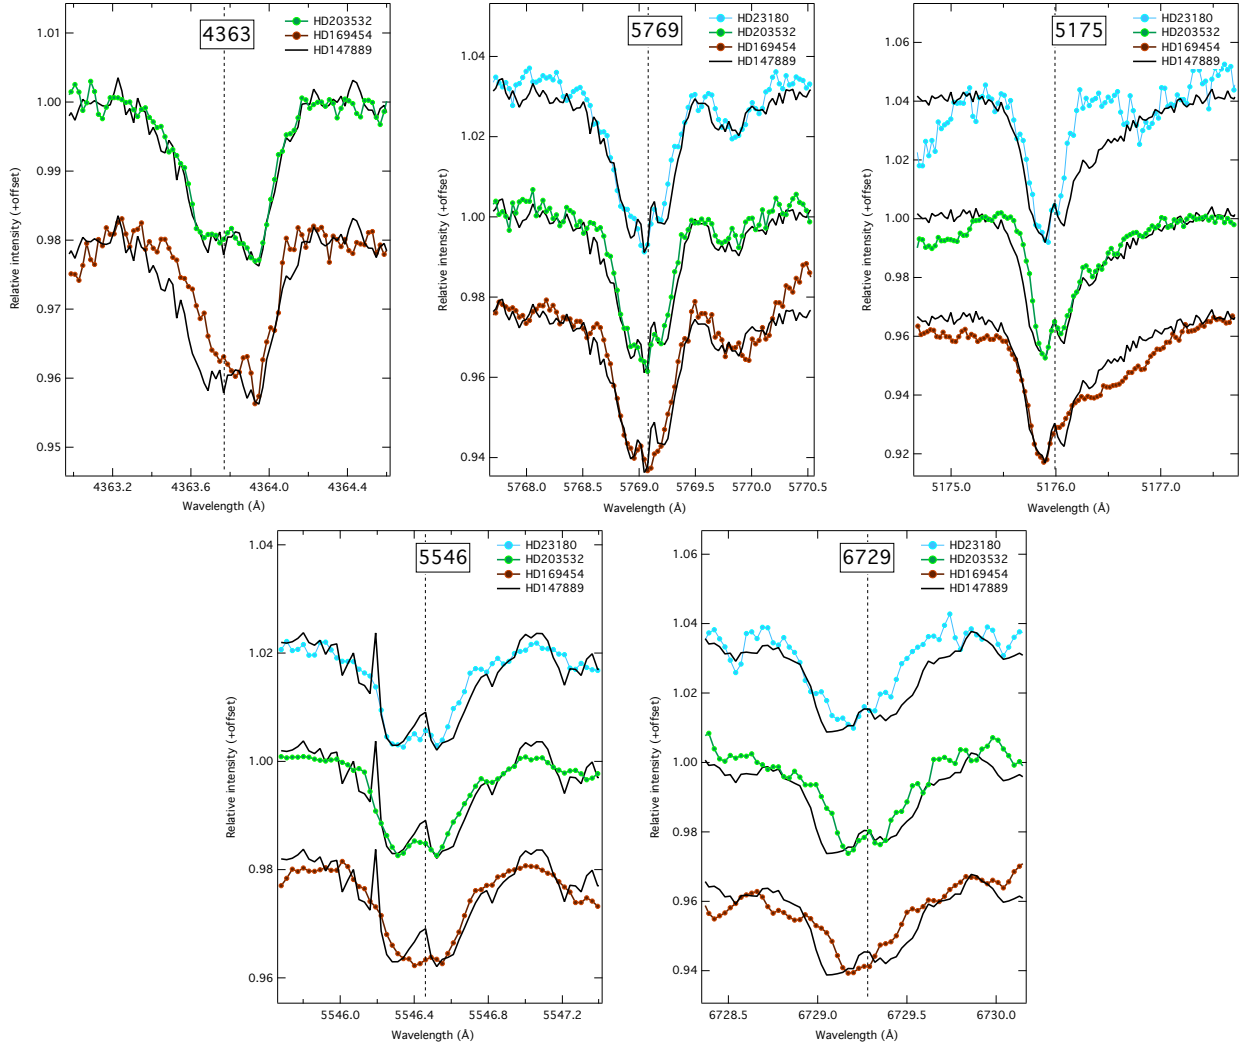 4363
HD203532
HD169454
HD147889
1.01
1.00
0.99
0.98
0.97
0.96
0.95
Relative intensity (+offset)
4363.2
4363.6
4364.0
4364.4
Wavelength (Å)
5769
HD23180
HD203532
HD169454
HD147889
1.04
1.02
1.00
0.98
0.96
0.94
Relative intensity (+offset)
5768.0
5768.5
5769.0
5769.5
5770.0
5770.5
Wavelength (Å)
5175
HD23180
HD203532
HD169454
HD147889
1.06
1.04
1.02
1.00
0.98
0.96
0.94
0.92
Relative intensity (+offset)
5175.0
5176.0
5177.0
Wavelength (Å)
5546
HD23180
HD203532
HD169454
HD147889
1.04
1.02
1.00
0.98
0.96
Relative intensity (+offset)
5546.0
5546.4
5546.8
5547.2
Wavelength (Å)
6729
HD23180
HD203532
HD169454
HD147889
1.06
1.04
1.02
1.00
0.98
0.96
0.94
Relative intensity (+offset)
6728.5
6729.0
6729.5
6730.0
Wavelength (Å)